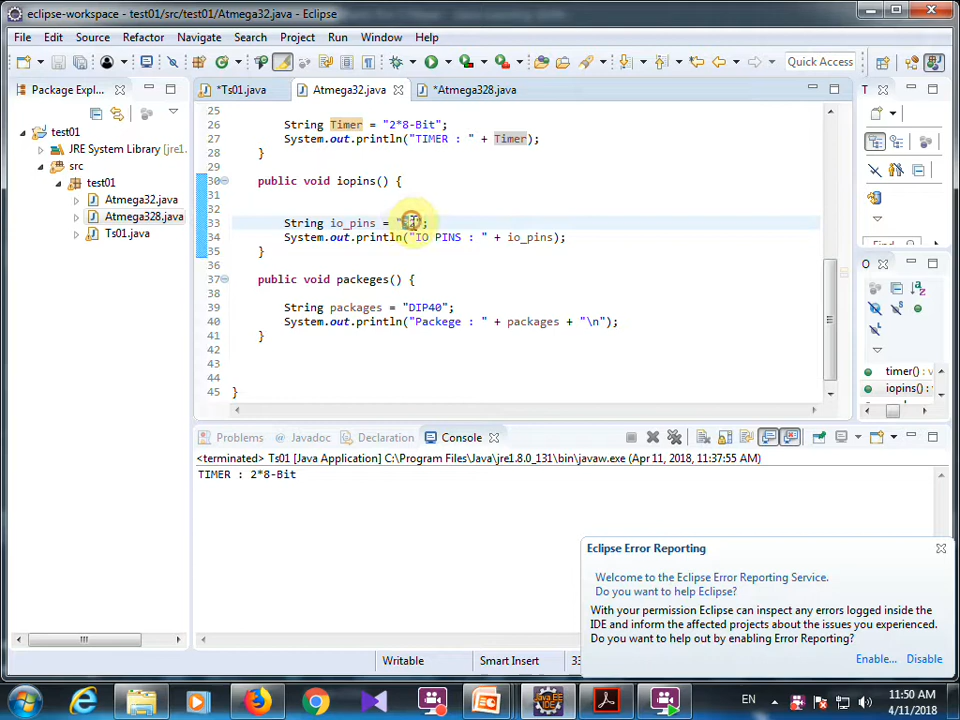 eclipse-workspace - test01/src/test01/Atmega32.java - Eclipse
File Edit Source Refactor Navigate Search Project Run Window Help
Quick Access
Package Expl...
*Ts01.java
Atmega32.java
*Atmega328.java
T
test01
JRE System Library [jre1.
src
test01
Atmega32.java
Atmega328.java
Ts01.java
25
26 String Timer = "2*8-Bit";
27 System.out.println("TIMER : " + Timer);
28 }
29
30 public void iopins() {
31
32
33 String io_pins = " ";
34 System.out.println("IO PINS : " + io_pins);
35 }
36
37 public void packeges() {
38
39 String packages = "DIP40";
40 System.out.println("Packege : " + packages + "\n");
41 }
42
43
44
45 }
Find
O
timer() : v
iopins() :
Problems Javadoc Declaration Console
<terminated> Ts01 [Java Application] C:\Program Files\Java\jre1.8.0_131\bin\javaw.exe (Apr 11, 2018, 11:37:55 AM)
TIMER : 2*8-Bit
Eclipse Error Reporting
Welcome to the Eclipse Error Reporting Service.
Do you want to help Eclipse?
With your permission Eclipse can inspect any errors logged inside the
IDE and inform the affected projects about the issues you experienced.
Do you want to help out by enabling Error Reporting?
Enable... Disable
Writable Smart Insert 33
Java EE
IDE
EN
11:50 AM
4/11/2018